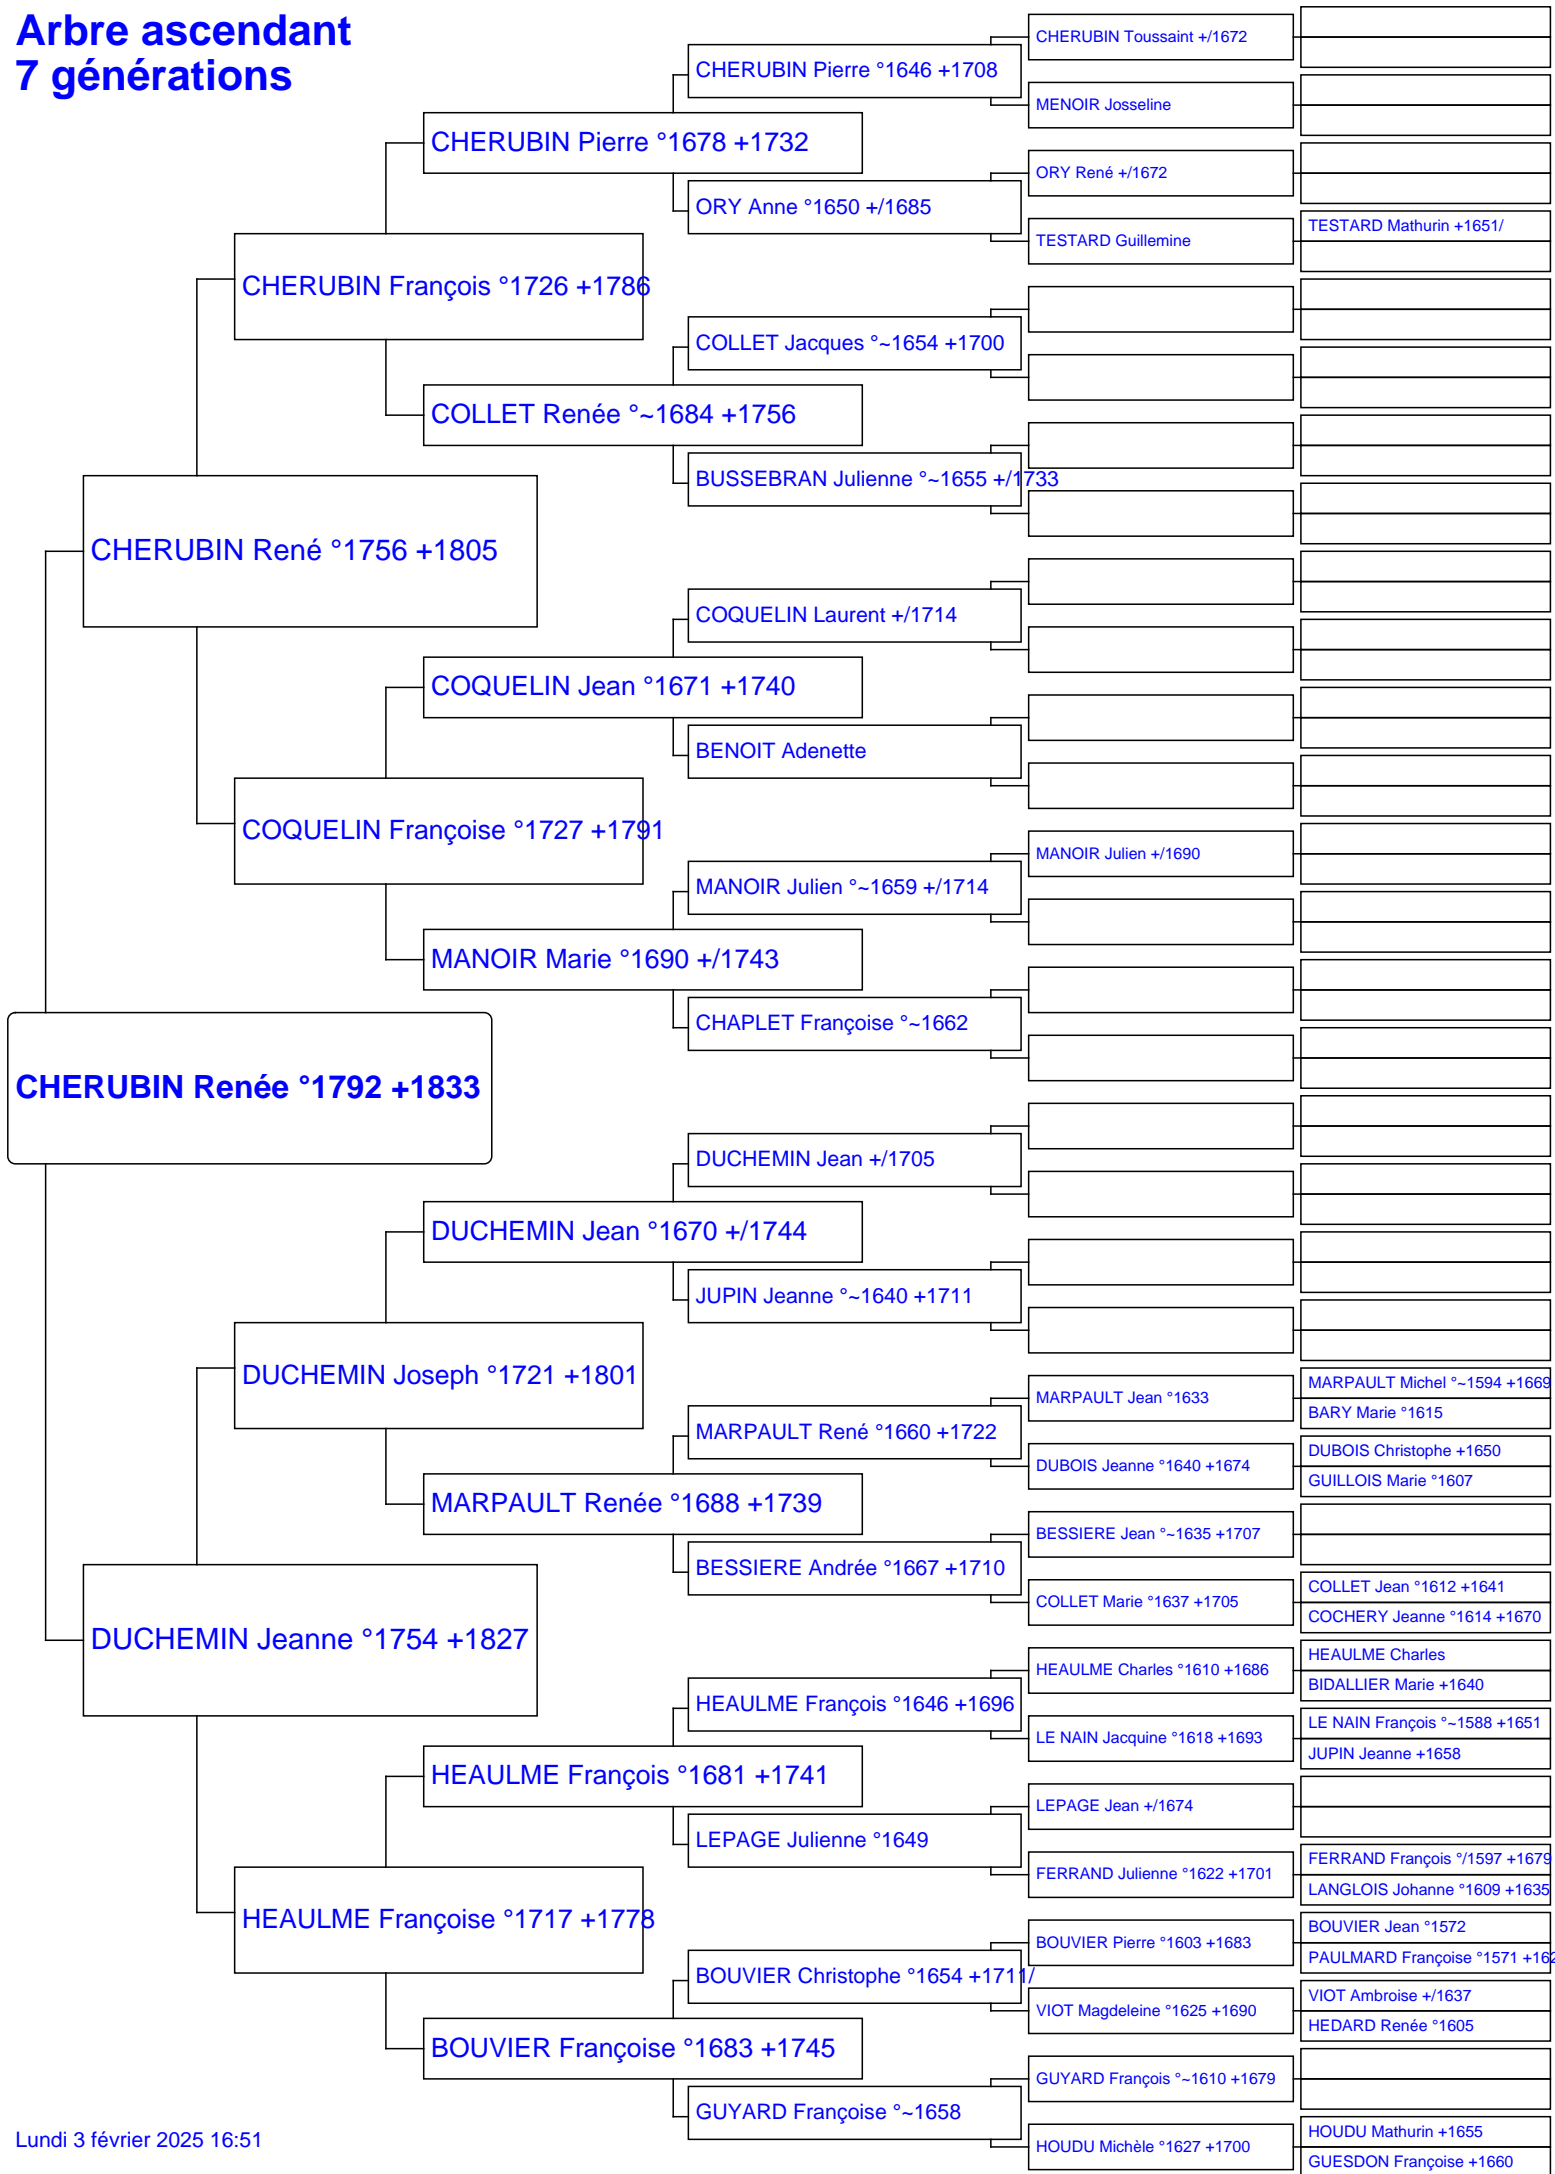 Arbre ascendant
7 générations
CHERUBIN Renée °1792 +1833
CHERUBIN René °1756 +1805
DUCHEMIN Jeanne °1754 +1827
CHERUBIN François °1726 +1786
COQUELIN Françoise °1727 +1791
DUCHEMIN Joseph °1721 +1801
HEAULME Françoise °1717 +1778
CHERUBIN Pierre °1678 +1732
COLLET Renée °~1684 +1756
COQUELIN Jean °1671 +1740
MANOIR Marie °1690 +/1743
DUCHEMIN Jean °1670 +/1744
MARPAULT Renée °1688 +1739
HEAULME François °1681 +1741
BOUVIER Françoise °1683 +1745
CHERUBIN Pierre °1646 +1708
ORY Anne °1650 +/1685
COLLET Jacques °~1654 +1700
BUSSEBRAN Julienne °~1655 +/1733
COQUELIN Laurent +/1714
BENOIT Adenette
MANOIR Julien °~1659 +/1714
CHAPLET Françoise °~1662
DUCHEMIN Jean +/1705
JUPIN Jeanne °~1640 +1711
MARPAULT René °1660 +1722
BESSIERE Andrée °1667 +1710
HEAULME François °1646 +1696
LEPAGE Julienne °1649
BOUVIER Christophe °1654 +1711/
GUYARD Françoise °~1658
CHERUBIN Toussaint +/1672
MENOIR Josseline
ORY René +/1672
TESTARD Guillemine
MANOIR Julien +/1690
MARPAULT Jean °1633
DUBOIS Jeanne °1640 +1674
BESSIERE Jean °~1635 +1707
COLLET Marie °1637 +1705
HEAULME Charles °1610 +1686
LE NAIN Jacquine °1618 +1693
LEPAGE Jean +/1674
FERRAND Julienne °1622 +1701
BOUVIER Pierre °1603 +1683
VIOT Magdeleine °1625 +1690
GUYARD François °~1610 +1679
HOUDU Michèle °1627 +1700
TESTARD Mathurin +1651/
MARPAULT Michel °~1594 +1669
BARY Marie °1615
DUBOIS Christophe +1650
GUILLOIS Marie °1607
COLLET Jean °1612 +1641
COCHERY Jeanne °1614 +1670
HEAULME Charles
BIDALLIER Marie +1640
LE NAIN François °~1588 +1651
JUPIN Jeanne +1658
FERRAND François °/1597 +1679
LANGLOIS Johanne °1609 +1635
BOUVIER Jean °1572
PAULMARD Françoise °1571
VIOT Ambroise +/1637
HEDARD Renée °1605
HOUDU Mathurin +1655
GUESDON Françoise +1660
Lundi 3 février 2025 16:51